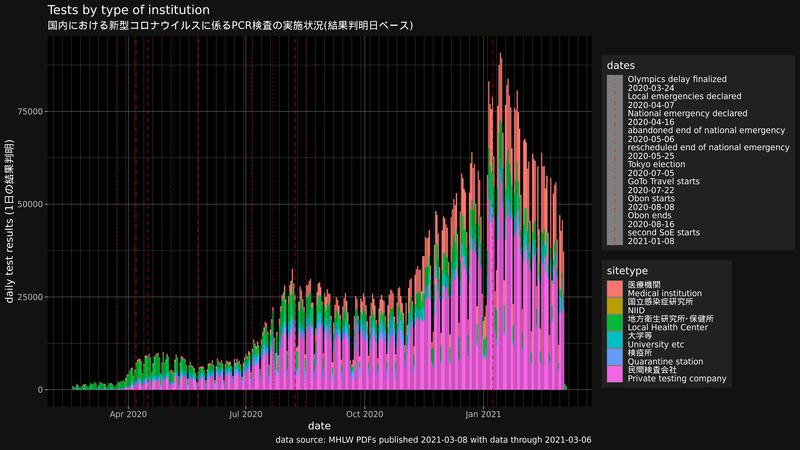 Tests by type of institution
国内における新型コロナウイルスに係るPCR検査の実施状況(結果判明日ベース)
daily test results (1日の結果判明)
75000
50000
25000
0
Apr 2020
Jul 2020
Oct 2020
Jan 2021
date
data source: MHLW PDFs published 2021-03-08 with data through 2021-03-06
dates
Olympics delay finalized
2020-03-24
Local emergencies declared
2020-04-07
National emergency declared
2020-04-16
abandoned end of national emergency
2020-05-06
rescheduled end of national emergency
2020-05-25
Tokyo election
2020-07-05
GoTo Travel starts
2020-07-22
Obon starts
2020-08-08
Obon ends
2020-08-16
second SoE starts
2021-01-08
sitetype
医療機関
Medical institution
国立感染症研究所
NIID
地方衛生研究所･保健所
Local Health Center
大学等
University etc
検疫所
Quarantine station
民間検査会社
Private testing company